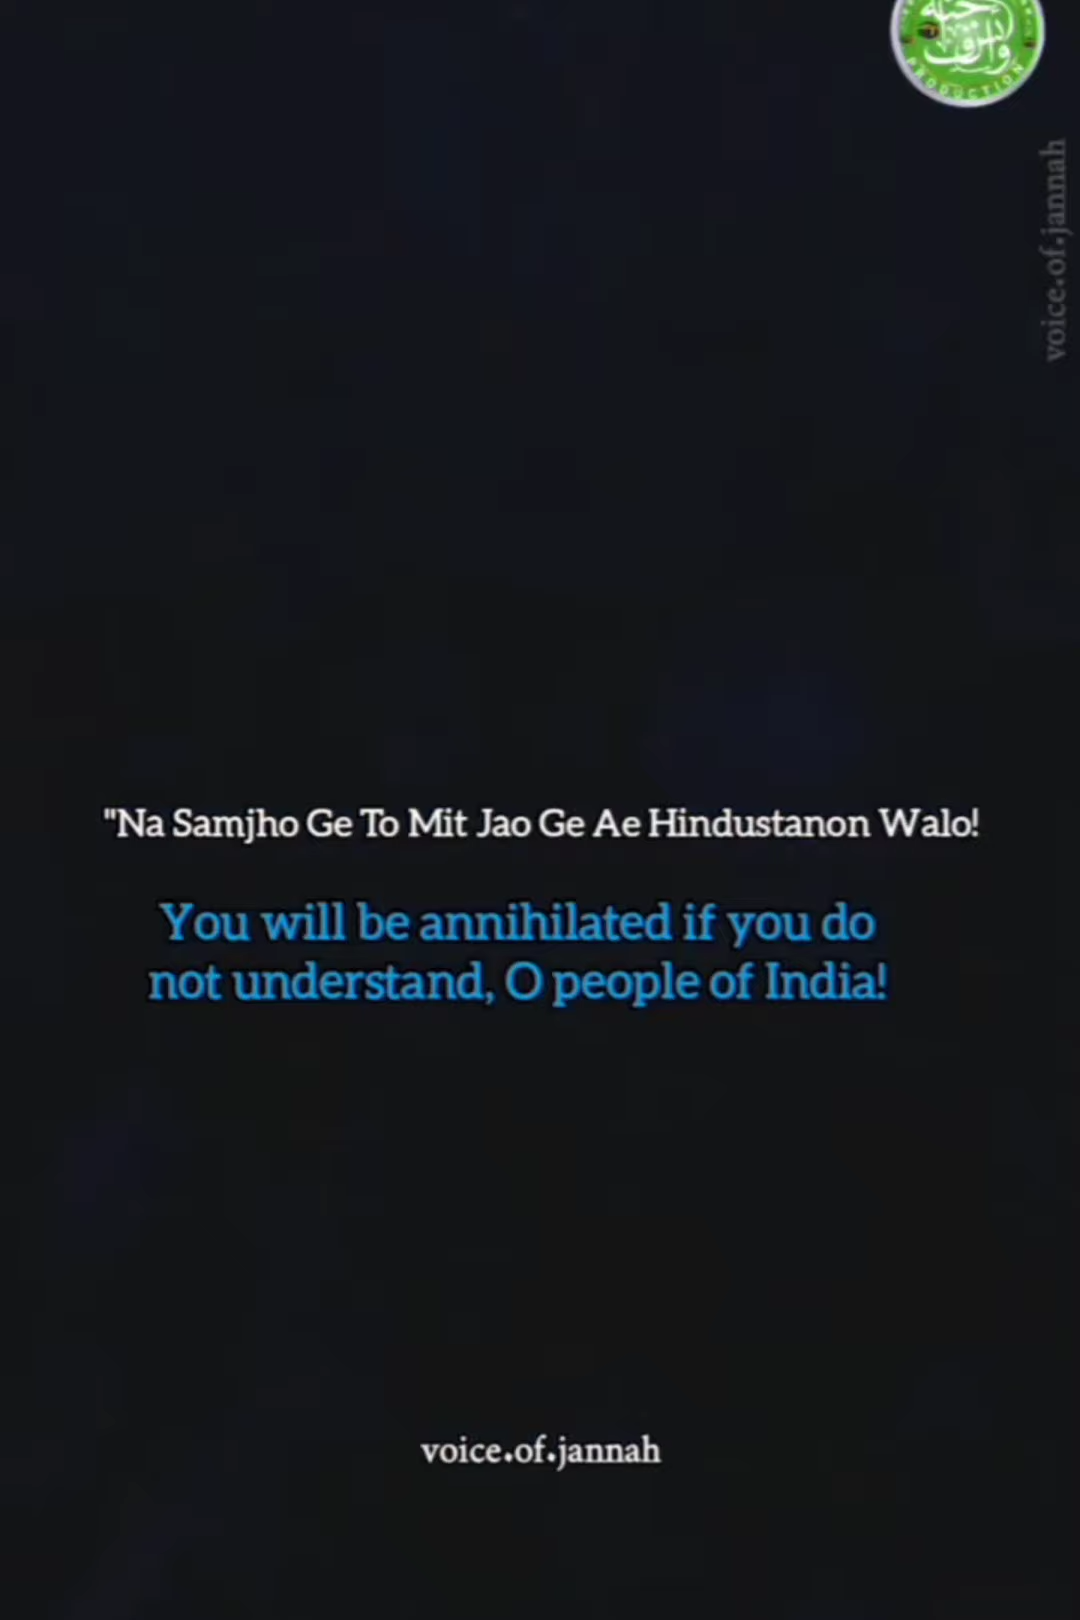 PRODUCTION
voice.of.jannah
"Na Samjho Ge To Mit Jao Ge Ae Hindustanon Walo!
You will be annihilated if you do
not understand, O people of India!
voice.of.jannah